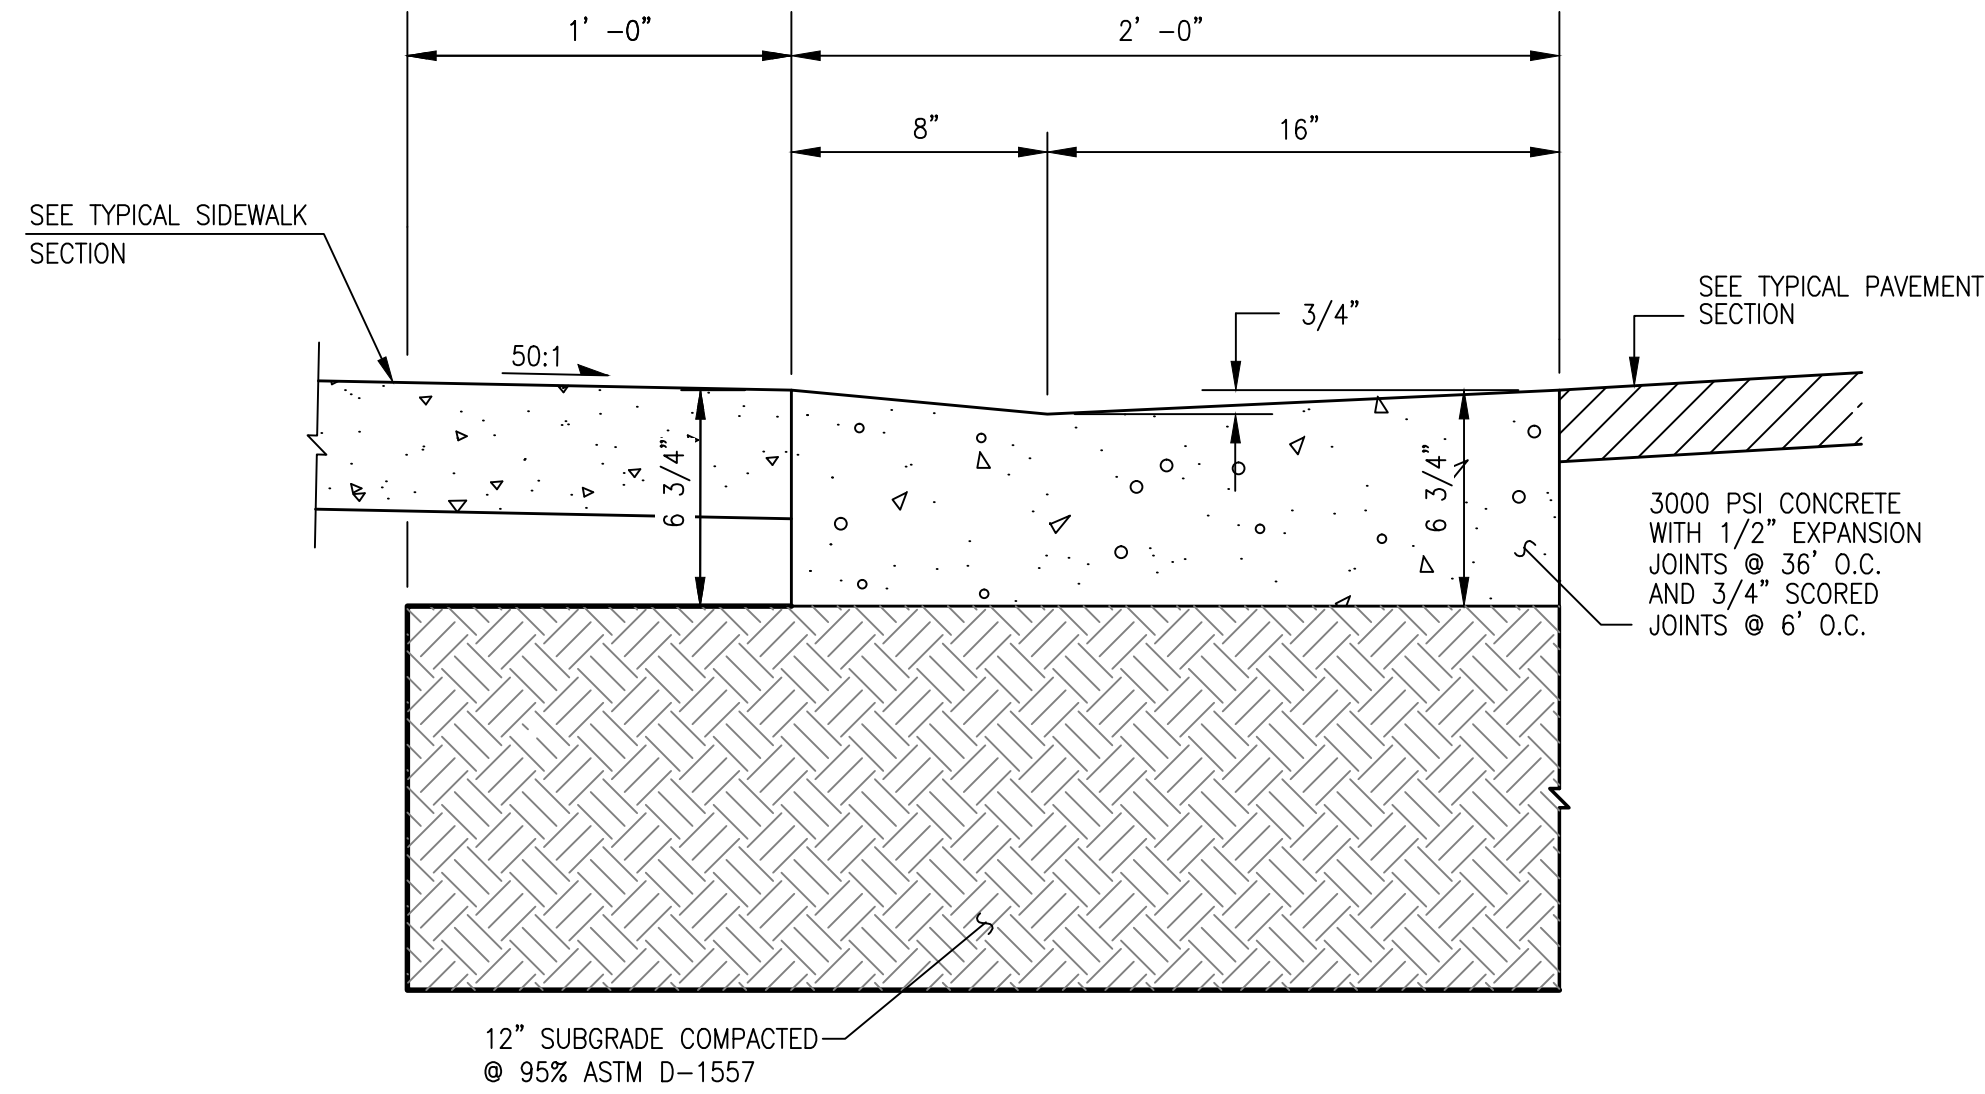 1' -0"
2' -0"
8"
16"
SEE TYPICAL SIDEWALK
SECTION
SEE TYPICAL PAVEMENT
SECTION
3/4"
50:1
6 3/4"
6 3/4"
3000 PSI CONCRETE
WITH 1/2" EXPANSION
JOINTS @ 36' O.C.
AND 3/4" SCORED
JOINTS @ 6' O.C.
12" SUBGRADE COMPACTED
@ 95% ASTM D-1557